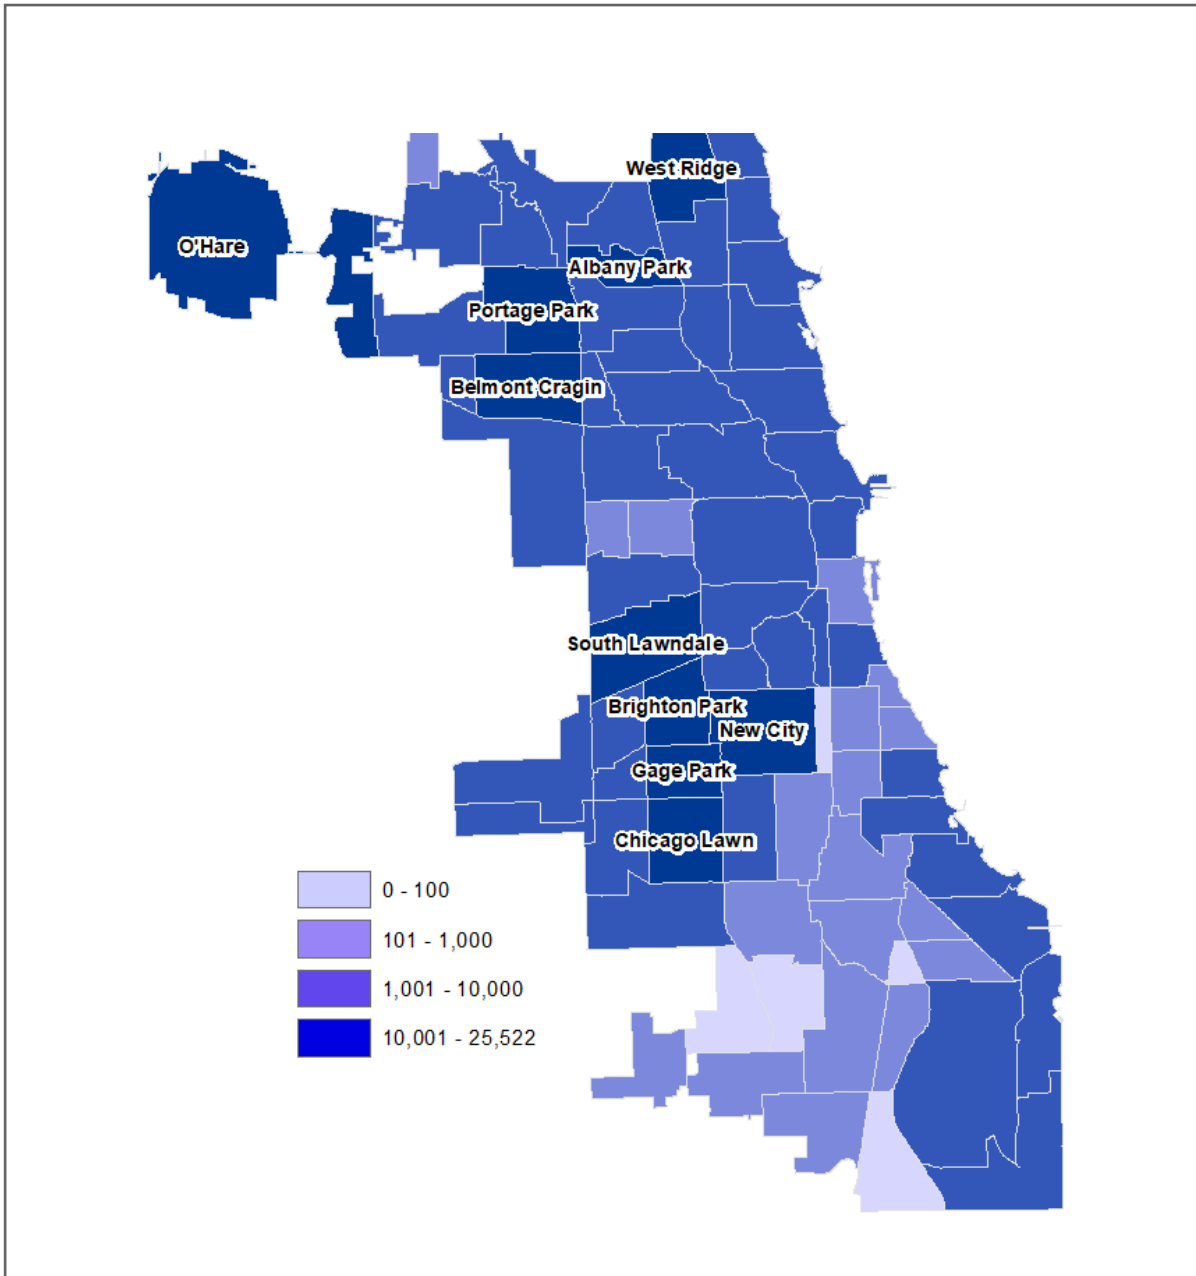 West Ridge
O'Hare
Albany Park
Portage Park
Belmont Cragin
South Lawndale
Brighton Park
New City
Gage Park
Chicago Lawn
0 - 100
101 - 1,000
1,001 - 10,000
10,001 - 25,522